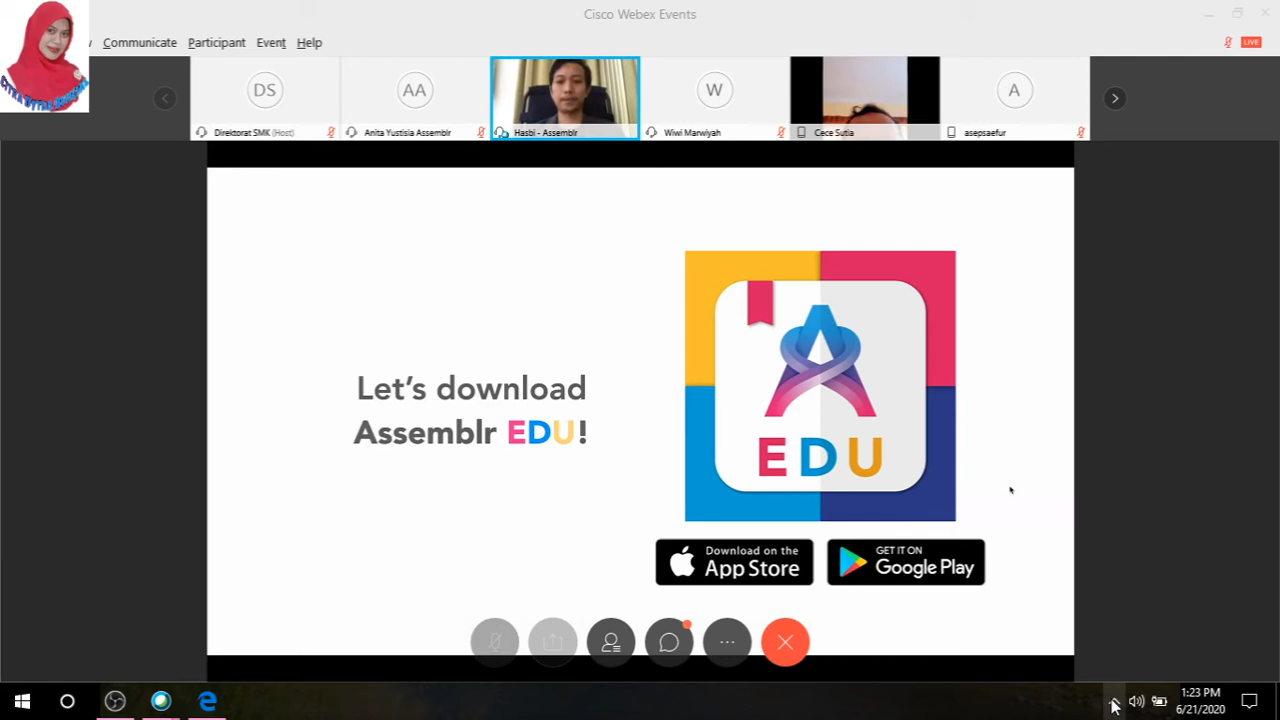 Cisco Webex Events
Communicate Participant Event Help
LIVE
DS
AA
W
A
Direktorat SMK (Host)
Anita Yustisia Assemblr
Hasbi - Assemblr
Wiwi Marwiyah
Cece Sutia
asepsaefur
Let's download
Assemblr EDU!
EDU
Download on the
App Store
GET IT ON
Google Play
1:23 PM
6/21/2020